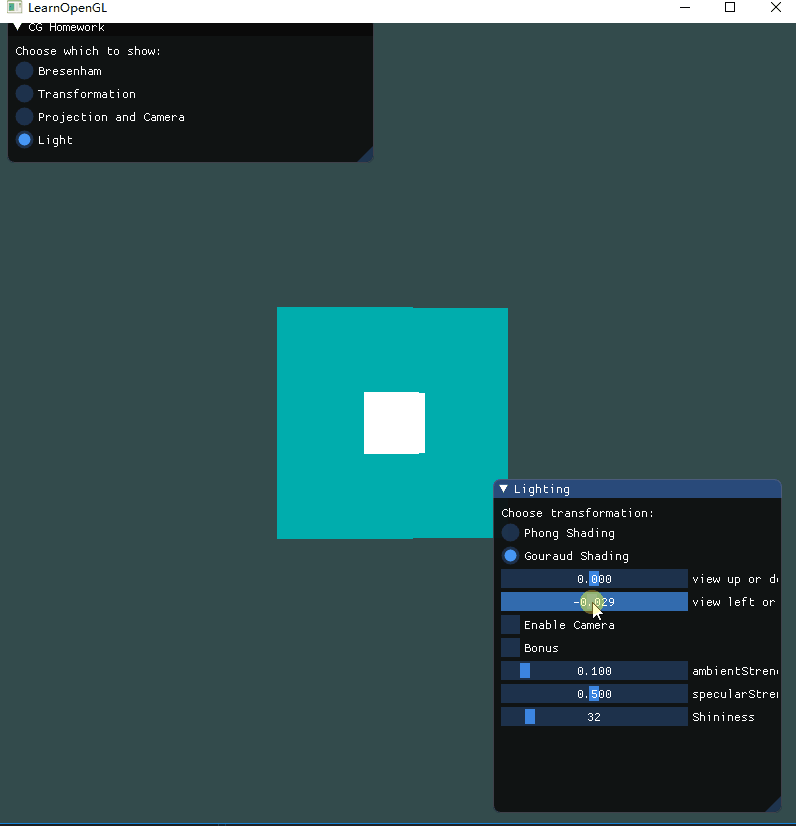 LearnOpenGL
CG Homework
Choose which to show:
Bresenham
Transformation
Projection and Camera
Light
Lighting
Choose transformation:
Phong Shading
Gouraud Shading
0.000 view up or
-0.029 view left or
Enable Camera
Bonus
0.100
0.500
32 Shininess